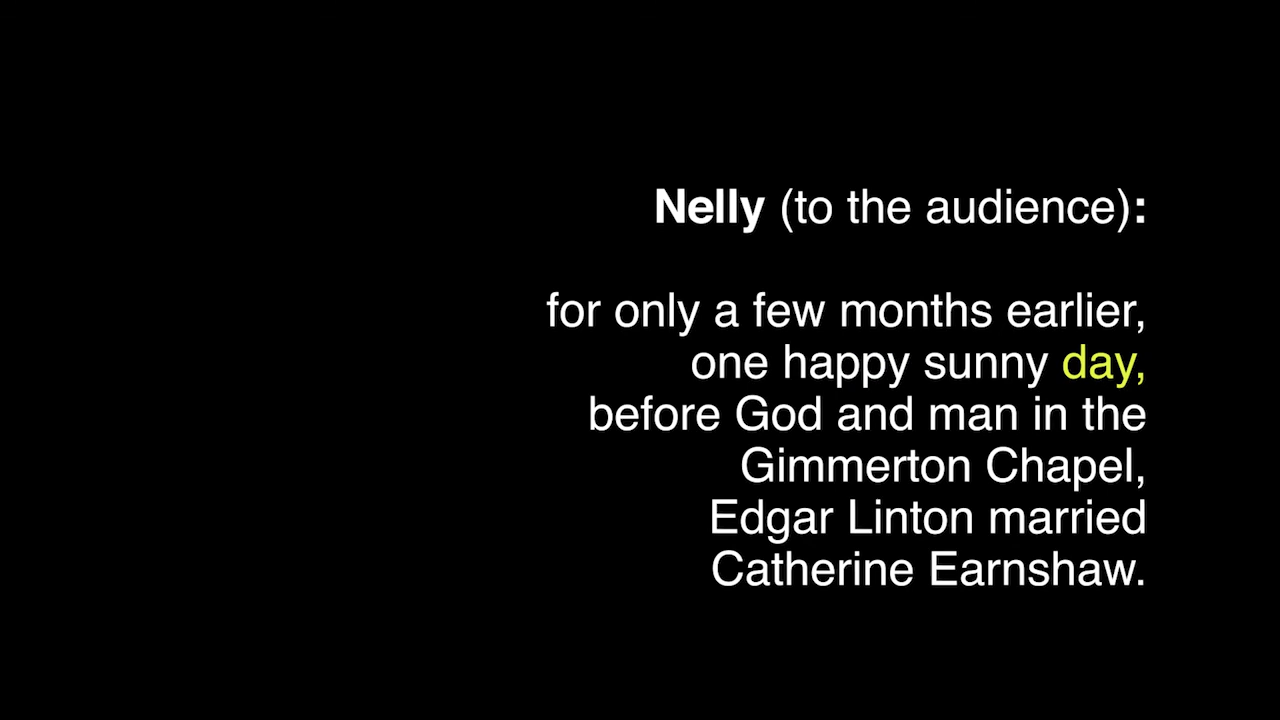 Nelly (to the audience):
for only a few months earlier,
one happy sunny day,
before God and man in the
Gimmerton Chapel,
Edgar Linton married
Catherine Earnshaw.